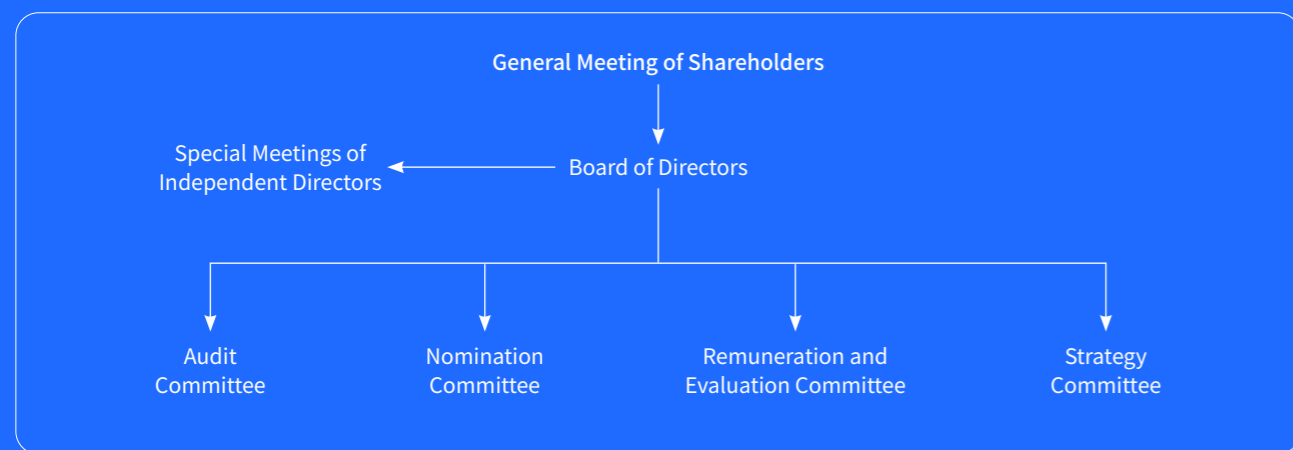 General Meeting of Shareholders
Special Meetings of
Independent Directors
Board of Directors
Audit
Committee
Nomination
Committee
Remuneration and
Evaluation Committee
Strategy
Committee